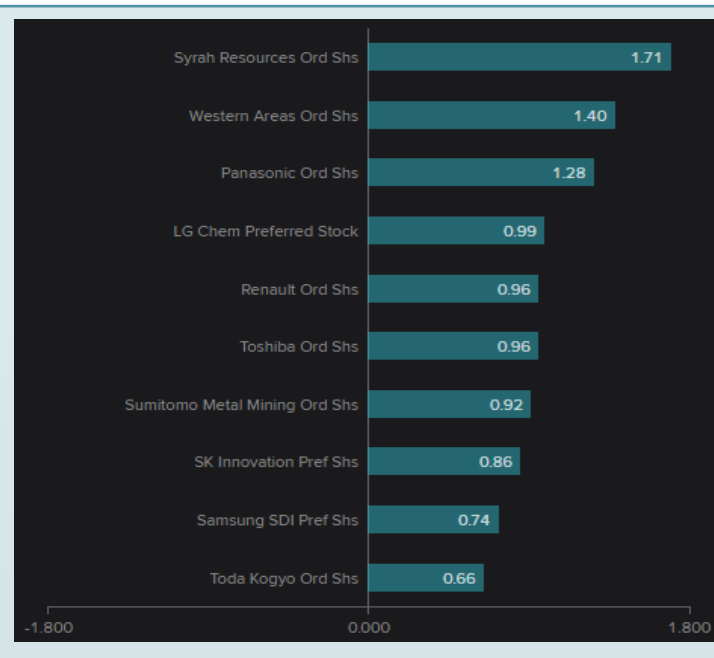 Syrah Resources Ord Shs 1.71
Western Areas Ord Shs 1.40
Panasonic Ord Shs 1.28
LG Chem Preferred Stock 0.99
Renault Ord Shs 0.96
Toshiba Ord Shs 0.96
Sumitomo Metal Mining Ord Shs 0.92
SK Innovation Pref Shs 0.86
Samsung SDI Pref Shs 0.74
Toda Kogyo Ord Shs 0.66
-1.800 0.000 1.800